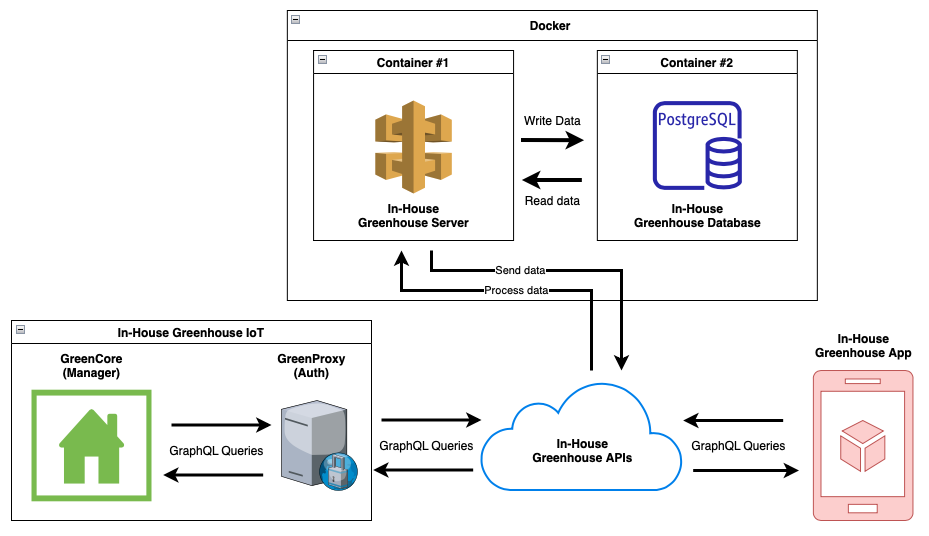 Docker
Container #1
Container #2
PostgreSQL
Write Data
Read data
In-House
Greenhouse Server
In-House
Greenhouse Database
Send data
Process data
In-House Greenhouse IoT
GreenCore
(Manager)
GreenProxy
(Auth)
GraphQL Queries
GraphQL Queries
In-House
Greenhouse APIs
GraphQL Queries
In-House
Greenhouse App